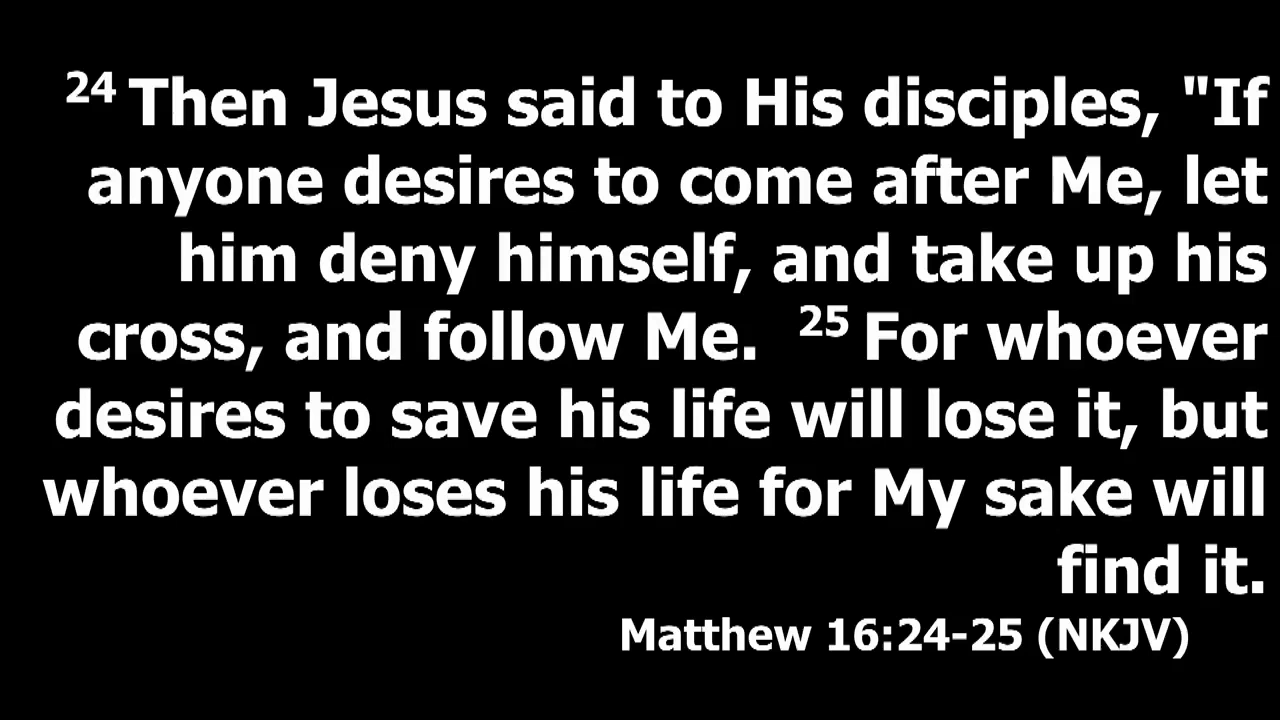 24 Then Jesus said to His disciples, "If
anyone desires to come after Me, let
him deny himself, and take up his
cross, and follow Me. 25 For whoever
desires to save his life will lose it, but
whoever loses his life for My sake will
find it.
Matthew 16:24-25 (NKJV)